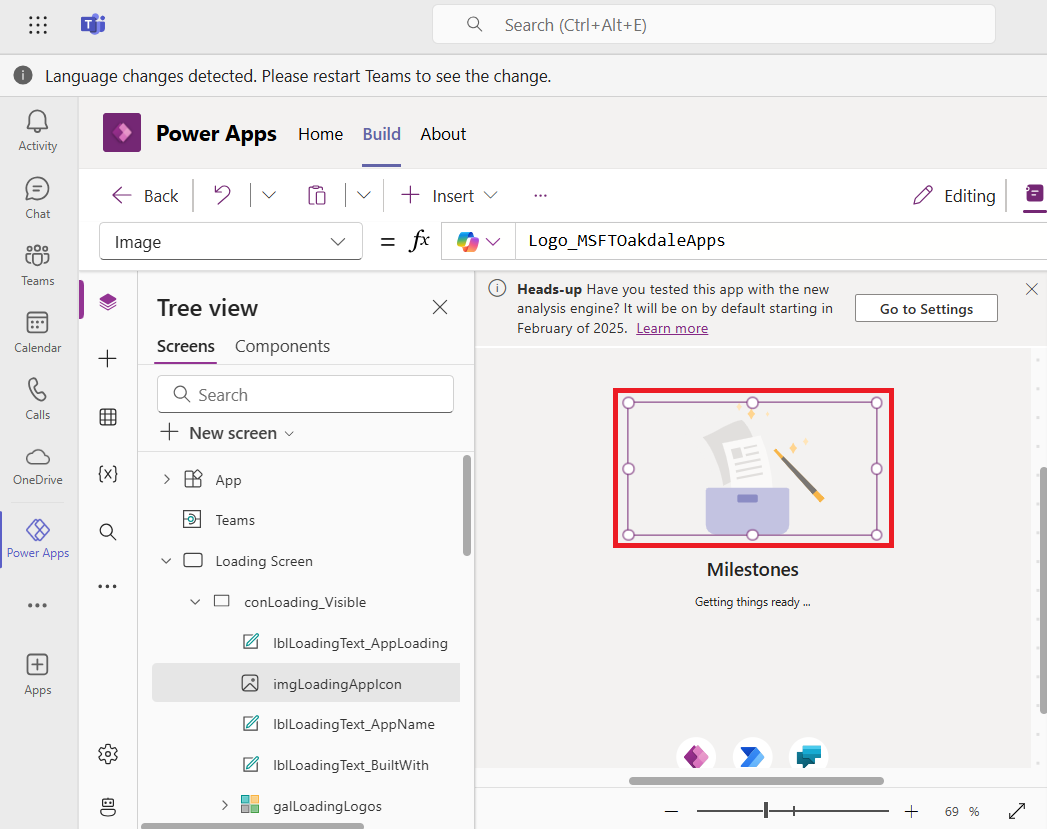 Search (Ctrl+Alt+E)
Language changes detected. Please restart Teams to see the change.
Activity
Chat
Teams
Calendar
Calls
OneDrive
Power Apps
Apps
Power Apps
Home
Build
About
Back
Insert
Editing
Image
= fx
Logo_MSFTOakdaleApps
Tree view
Screens
Components
Search
New screen
App
Teams
Loading Screen
conLoading_Visible
lblLoadingText_AppLoading
imgLoadingAppIcon
lblLoadingText_AppName
lblLoadingText_BuiltWith
galLoadingLogos
Heads-up Have you tested this app with the new
analysis engine? It will be on by default starting in
February of 2025. Learn more
Go to Settings
Milestones
Getting things ready ...
69 %